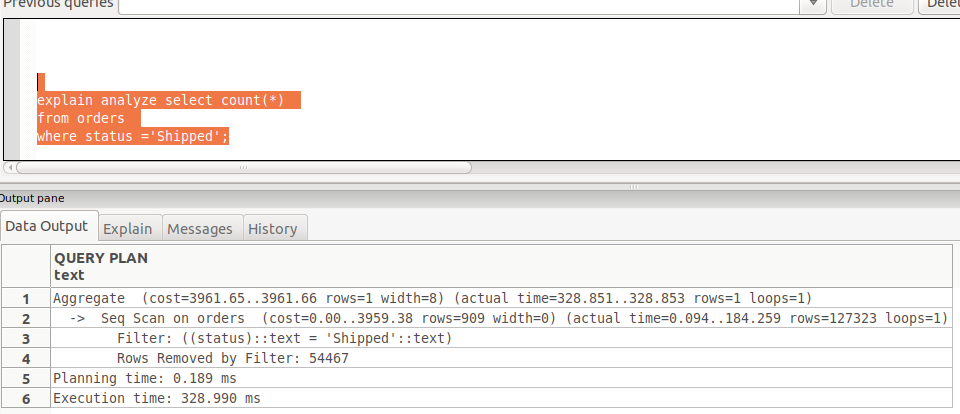 Previous queries
Delete
explain analyze select count(*)
from orders
where status ='Shipped';
Output pane
Data Output Explain Messages History
QUERY PLAN
text
1 Aggregate (cost=3961.65..3961.66 rows=1 width=8) (actual time=328.851..328.853 rows=1 loops=1)
2 -> Seq Scan on orders (cost=0.00..3959.38 rows=909 width=0) (actual time=0.094..184.259 rows=127323 loops=1)
3 Filter: ((status)::text = 'Shipped'::text)
4 Rows Removed by Filter: 54467
5 Planning time: 0.189 ms
6 Execution time: 328.990 ms